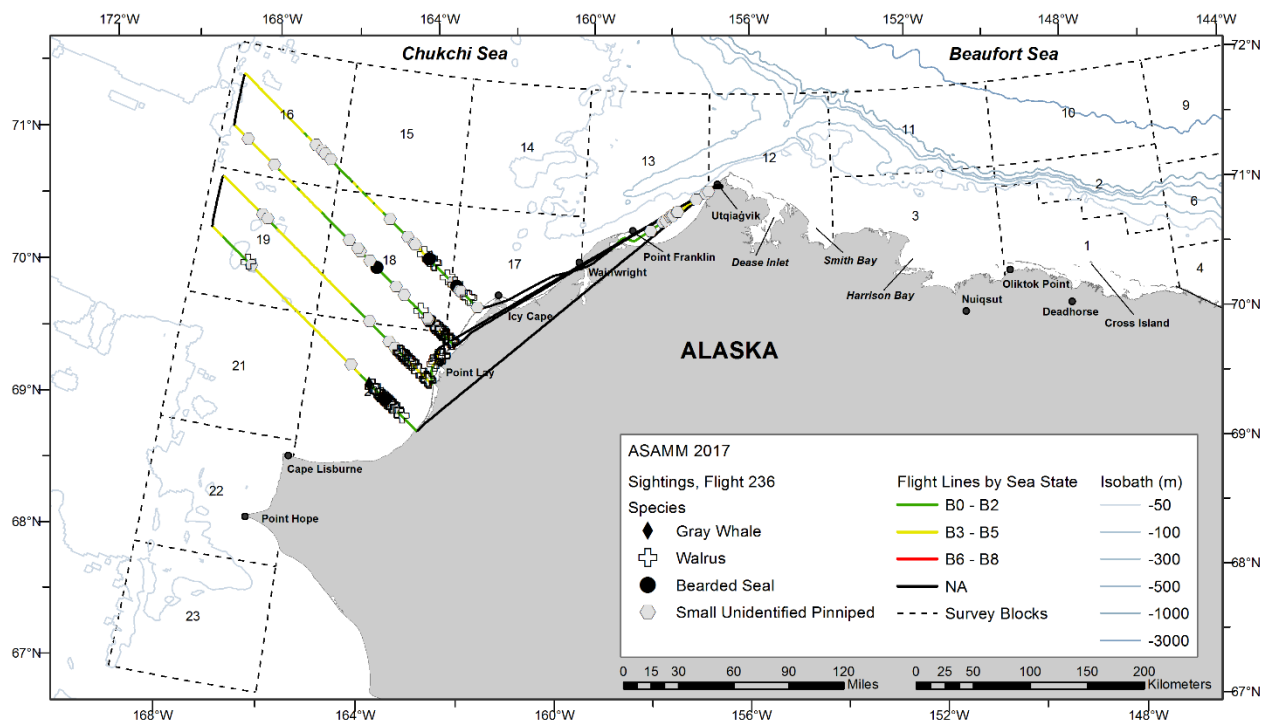 172°W 168°W 164°W 160°W 156°W 152°W 148°W 144°W
Chukchi Sea
Beaufort Sea
72°N
71°N
71°N
70°N
70°N
69°N
69°N
68°N
68°N
67°N
67°N
16
15
14
13
12
11
10
9
19
18
17
3
2
1
6
4
21
22
23
Utqiaġvik
Point Franklin
Wainwright
Dease Inlet
Smith Bay
Harrison Bay
Oliktok Point
Nuiqsut
Deadhorse
Cross Island
Icy Cape
Point Lay
ALASKA
Cape Lisburne
Point Hope
ASAMM 2017
Sightings, Flight 236
Species
Gray Whale
Walrus
Bearded Seal
Small Unidentified Pinniped
Flight Lines by Sea State
B0 - B2
B3 - B5
B6 - B8
NA
Survey Blocks
Isobath (m)
-50
-100
-300
-500
-1000
-3000
0 15 30 60 90 120
Miles
0 25 50 100 150 200
Kilometers
168°W 164°W 160°W 156°W 152°W 148°W